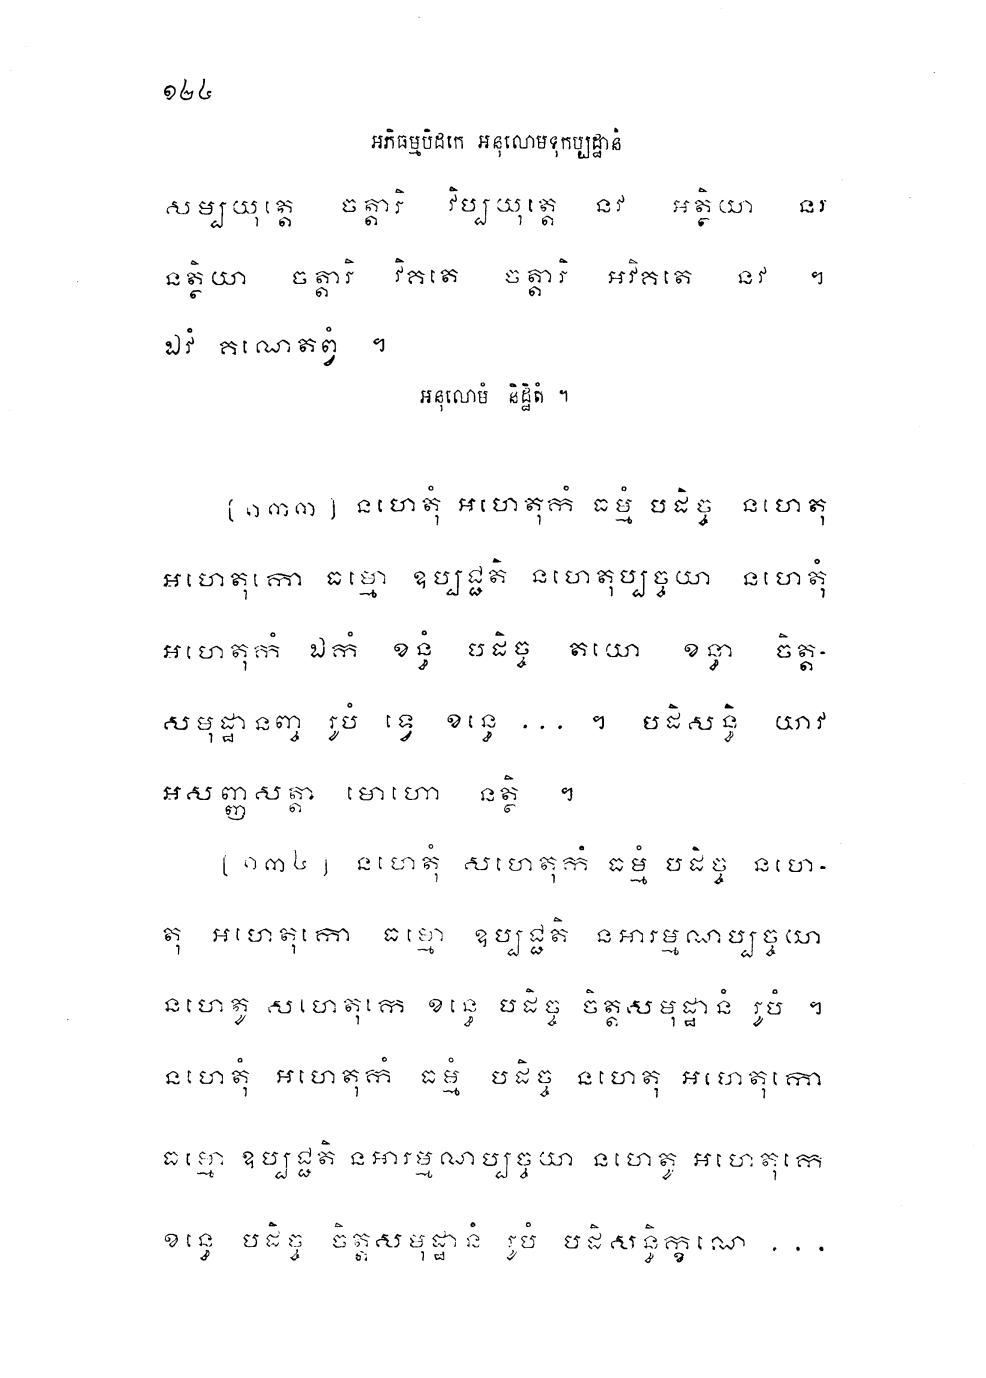 ១២៤
អភិធម្មបិដកេ អនុលោមទុកប្បដ្ឋានំ
សម្បយុត្តេ ចត្តារិ វិប្បយុត្តេ នវ អត្ថិយា នវ
នត្ថិយា ចត្តារិ វិគតេ ចត្តារិ អវិគតេ នវ ។
ឯវំ គណេតព្វំ ។
អនុលោមំ និដ្ឋិតំ ។
(១៣៣) នហេតុំ អហេតុកំ ធម្មំ បដិច្ច នហេតុ
អហេតុកោ ធម្មោ ឧប្បជ្ជតិ នហេតុប្បច្ចយា នហេតុំ
អហេតុកំ ឯកំ ខន្ធំ បដិច្ច តយោ ខន្ធា ចិត្ត-
សមុដ្ឋានញ្ច រូបំ ទ្វេ ខន្ធេ ... ។ បដិសន្ធិ យាវ
អសញ្ញសត្តា មោហោ នត្ថិ ។
(១៣៤) នហេតុំ សហេតុកំ ធម្មំ បដិច្ច នហេ-
តុ អហេតុកោ ធម្មោ ឧប្បជ្ជតិ នអារម្មណប្បច្ចយា
នហេតូ សហេតុកេ ខន្ធេ បដិច្ច ចិត្តសមុដ្ឋានំ រូបំ ។
នហេតុំ អហេតុកំ ធម្មំ បដិច្ច នហេតុ អហេតុកោ
ធម្មោ ឧប្បជ្ជតិ នអារម្មណប្បច្ចយា នហេតូ អហេតុកេ
ខន្ធេ បដិច្ច ចិត្តសមុដ្ឋានំ រូបំ បដិសន្ធិក្ខណេ ...